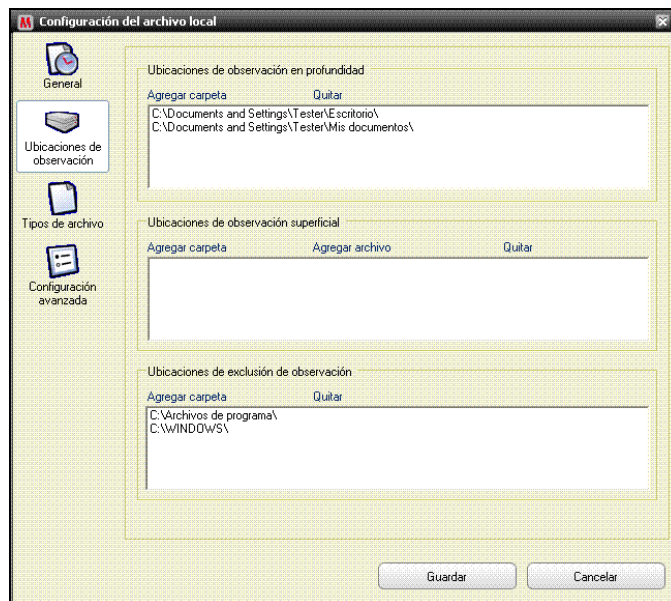 M Configuración del archivo local
General
Ubicaciones de
observación
Tipos de archivo
Configuración
avanzada
Ubicaciones de observación en profundidad
Agregar carpeta Quitar
C:\Documents and Settings\Tester\Escritorio\
C:\Documents and Settings\Tester\Mis documentos\
Ubicaciones de observación superficial
Agregar carpeta Agregar archivo Quitar
Ubicaciones de exclusión de observación
Agregar carpeta Quitar
C:\Archivos de programa\
C:\WINDOWS\
Guardar Cancelar